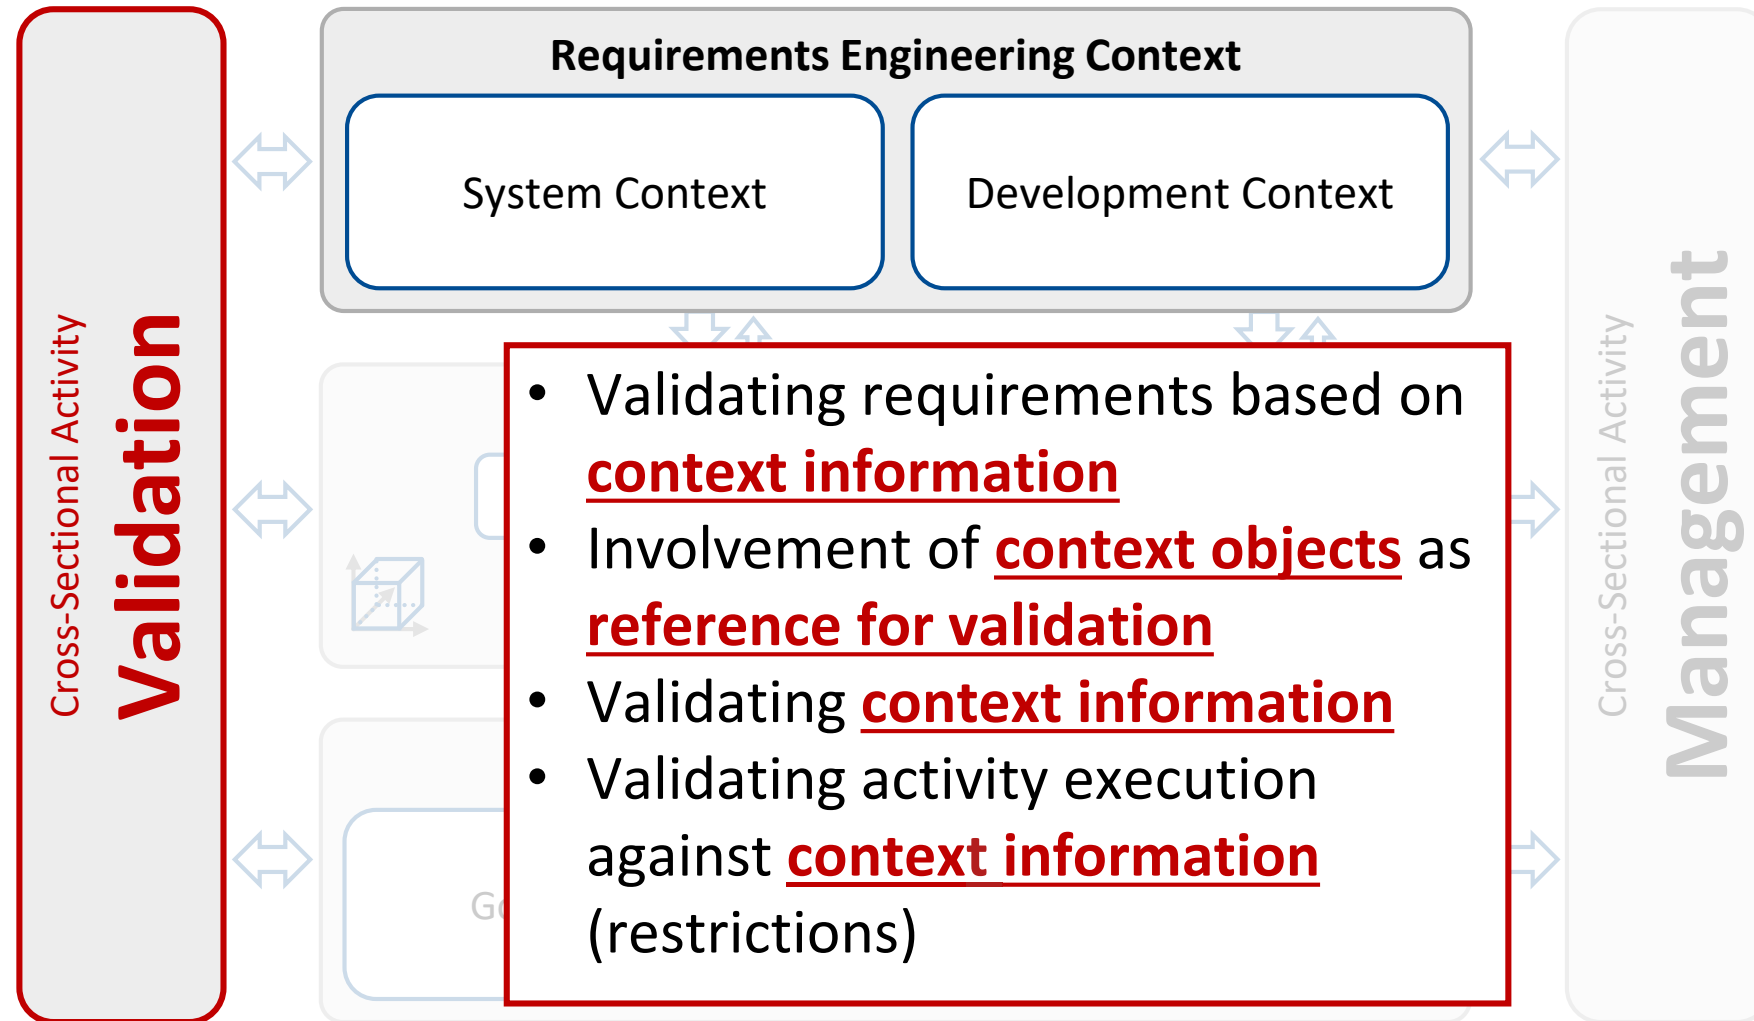 Requirements Engineering Context
System Context
Development Context
Cross-Sectional Activity
Validation
• Validating requirements based on
context information
• Involvement of context objects as
reference for validation
• Validating context information
• Validating activity execution
against context information
(restrictions)
Cross-Sectional Activity
Management